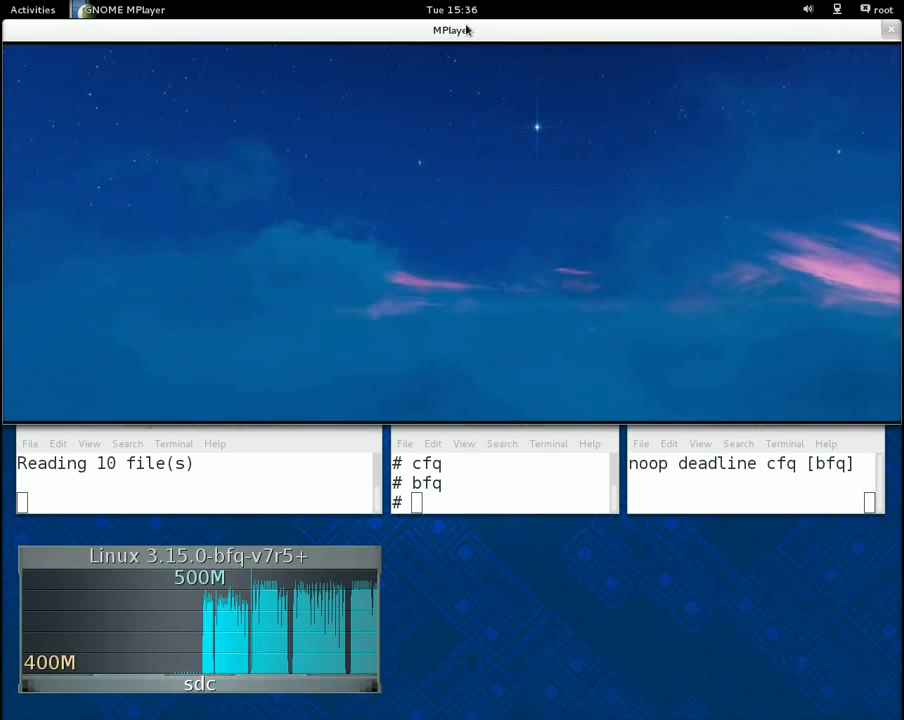 Activities GNOME MPlayer Tue 15:36 root
MPlayer
File Edit View Search Terminal Help
Reading 10 file(s)
File Edit View Search Terminal Help
# cfq
# bfq
#
File Edit View Search Terminal Help
noop deadline cfq [bfq]
Linux 3.15.0-bfq-v7r5+
500M
400M
sdc